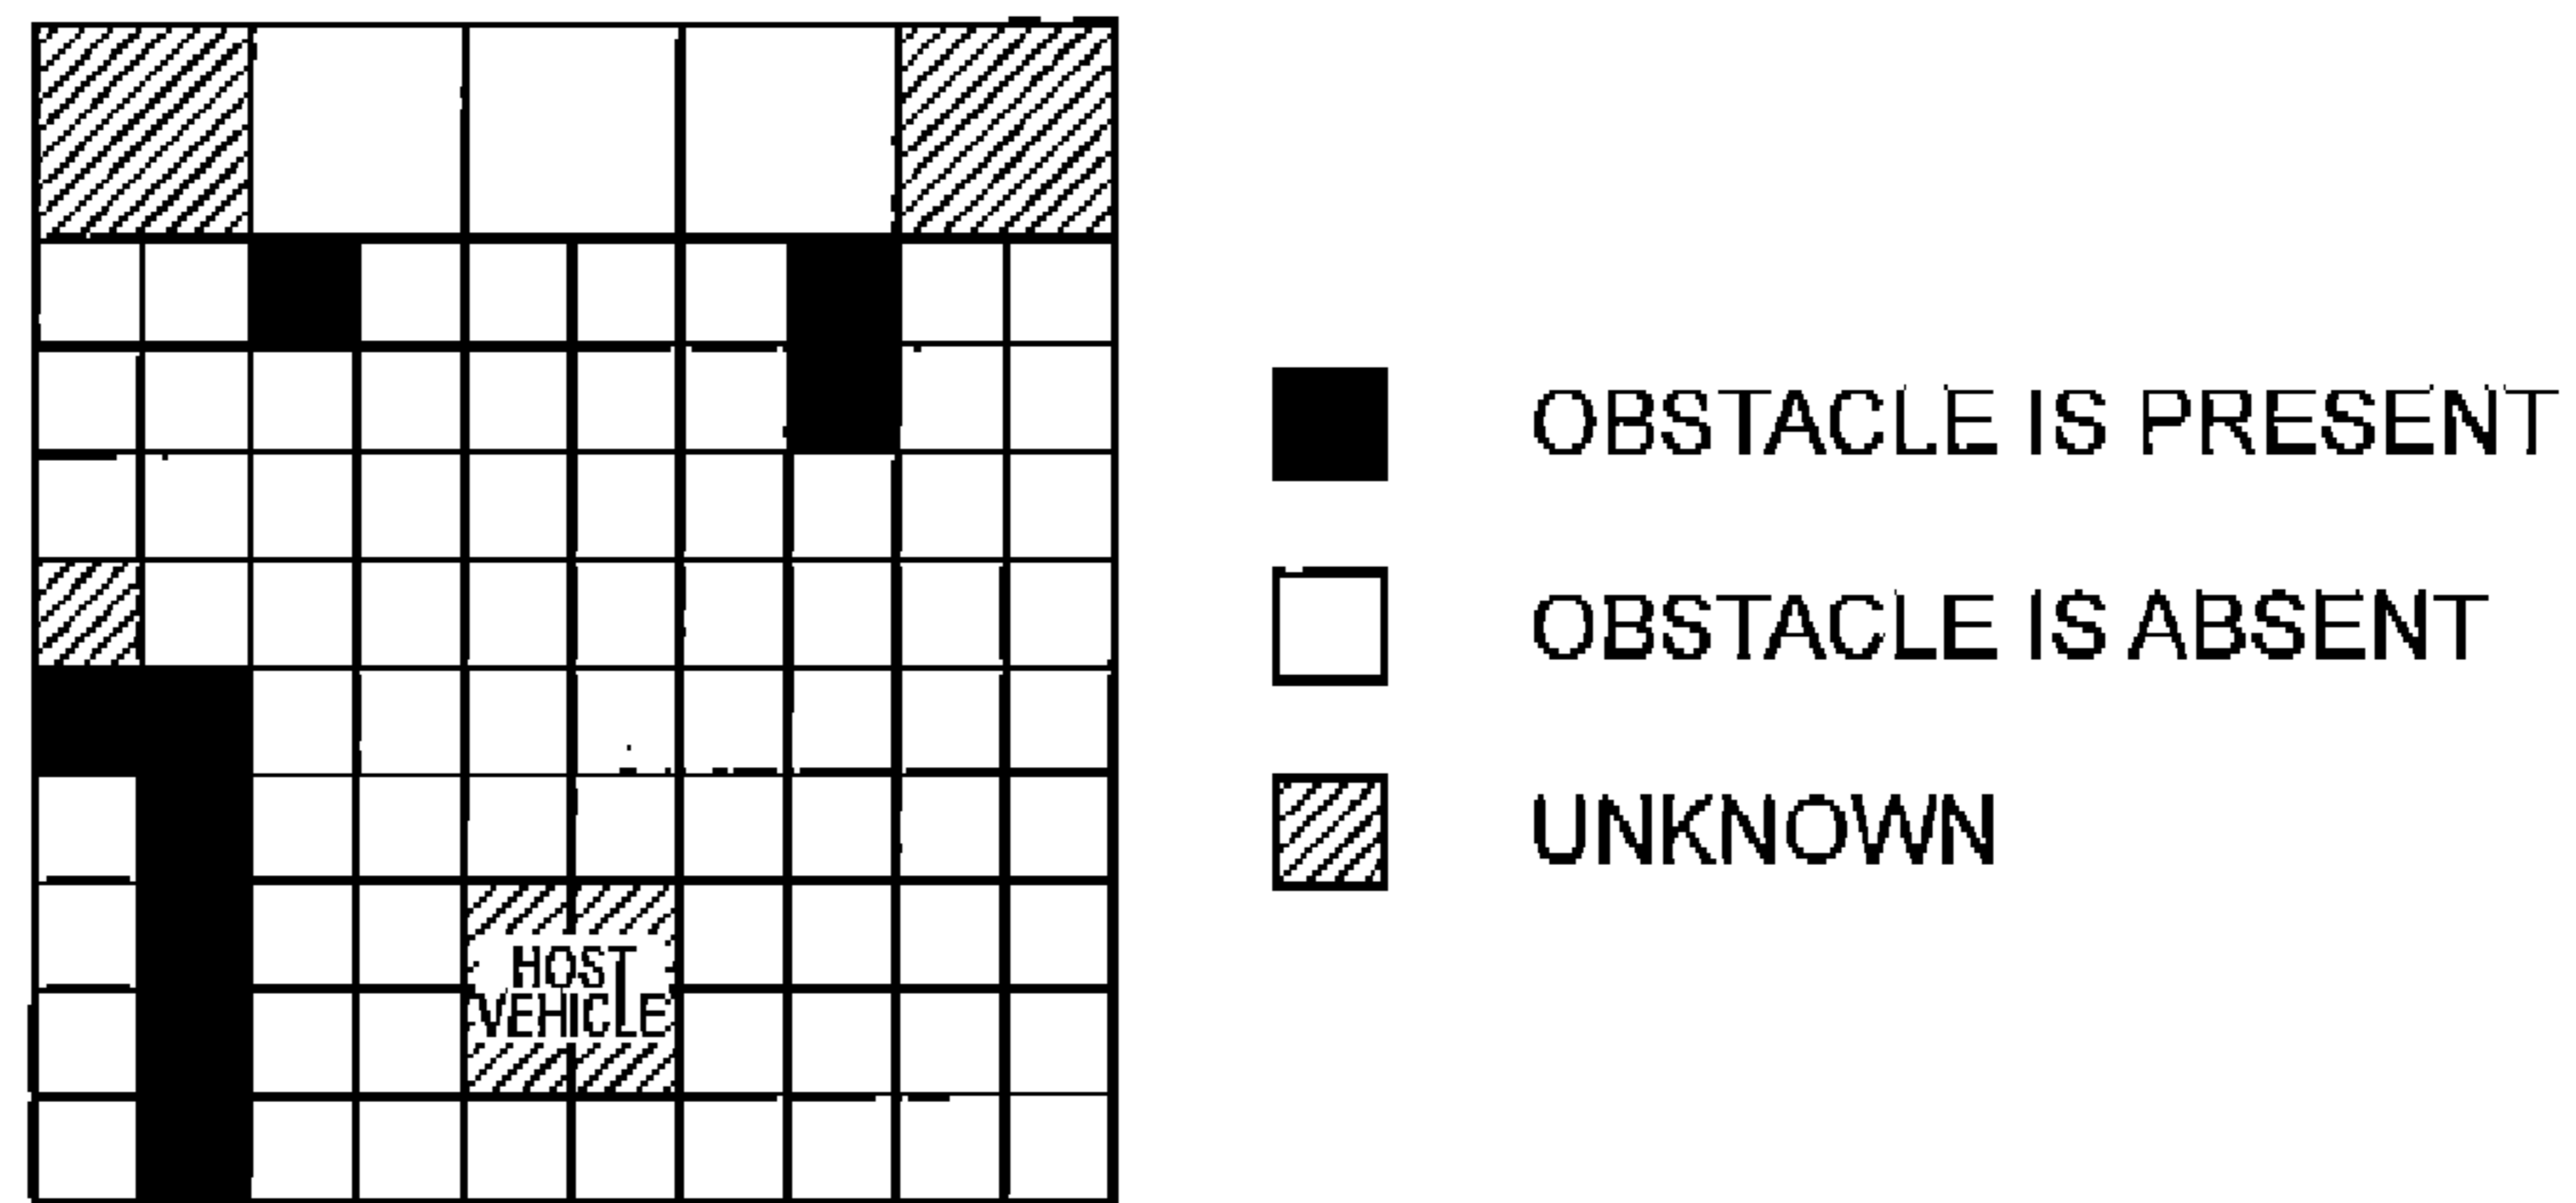 OBSTACLE IS PRESENT
OBSTACLE IS ABSENT
UNKNOWN
HOST
VEHICLE